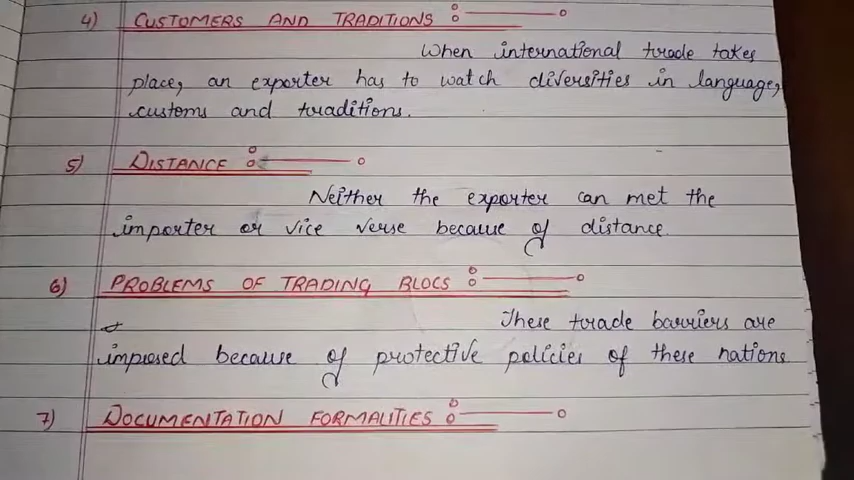 4) CUSTOMERS AND TRADITIONS :
When international trade takes
place, an exporter has to watch diversities in language,
customs and traditions.
5) DISTANCE :
Neither the exporter can met the
importer or vice verse because of distance
6) PROBLEMS OF TRADING BLOCS :
These trade barriers are
imposed because of protective policies of these nations
7) DOCUMENTATION FORMALITIES :